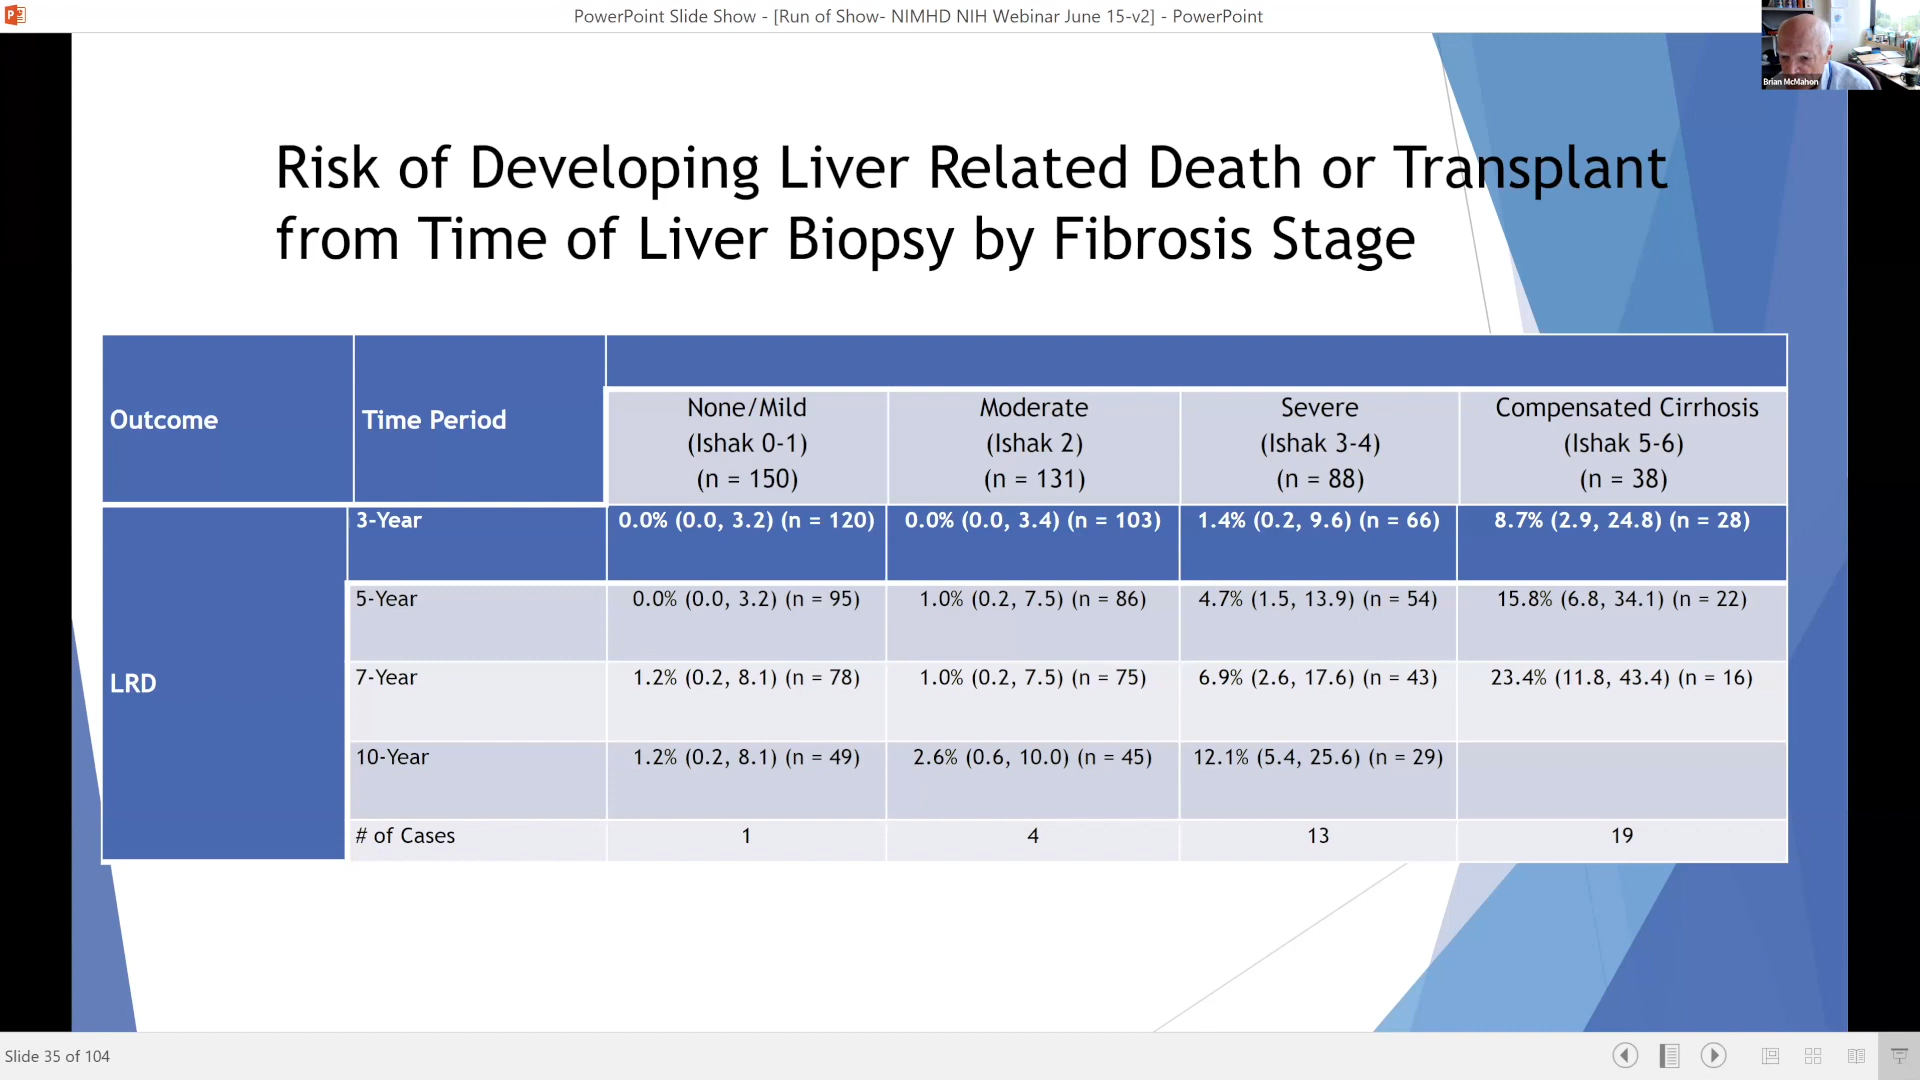 PowerPoint Slide Show - [Run of Show- NIMHD NIH Webinar June 15-v2] - PowerPoint
Brian McMahon
Risk of Developing Liver Related Death or Transplant
from Time of Liver Biopsy by Fibrosis Stage
Outcome
Time Period
None/Mild
(Ishak 0-1)
(n = 150)
Moderate
(Ishak 2)
(n = 131)
Severe
(Ishak 3-4)
(n = 88)
Compensated Cirrhosis
(Ishak 5-6)
(n = 38)
LRD
3-Year 0.0% (0.0, 3.2) (n = 120) 0.0% (0.0, 3.4) (n = 103) 1.4% (0.2, 9.6) (n = 66) 8.7% (2.9, 24.8) (n = 28)
5-Year 0.0% (0.0, 3.2) (n = 95) 1.0% (0.2, 7.5) (n = 86) 4.7% (1.5, 13.9) (n = 54) 15.8% (6.8, 34.1) (n = 22)
7-Year 1.2% (0.2, 8.1) (n = 78) 1.0% (0.2, 7.5) (n = 75) 6.9% (2.6, 17.6) (n = 43) 23.4% (11.8, 43.4) (n = 16)
10-Year 1.2% (0.2, 8.1) (n = 49) 2.6% (0.6, 10.0) (n = 45) 12.1% (5.4, 25.6) (n = 29)
# of Cases 1 4 13 19
Slide 35 of 104